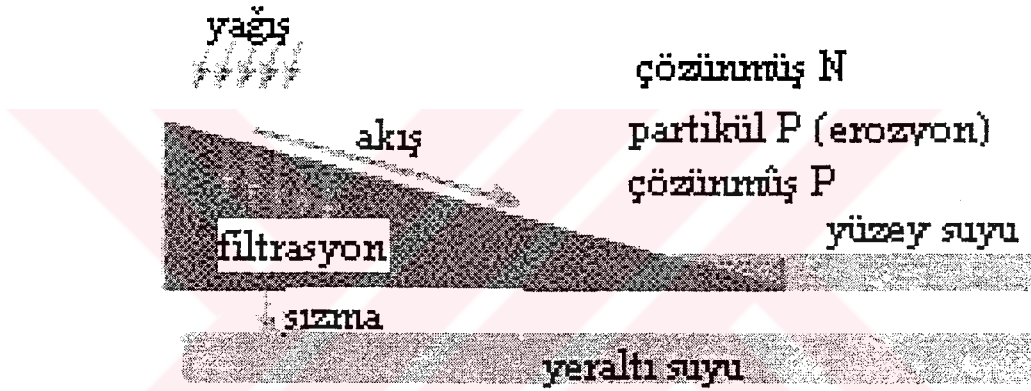 yağış
çözünmüş N
akış
partikül P (erozyon)
çözünmüş P
yüzey suyu
filtrasyon
sızma
yeraltı suyu